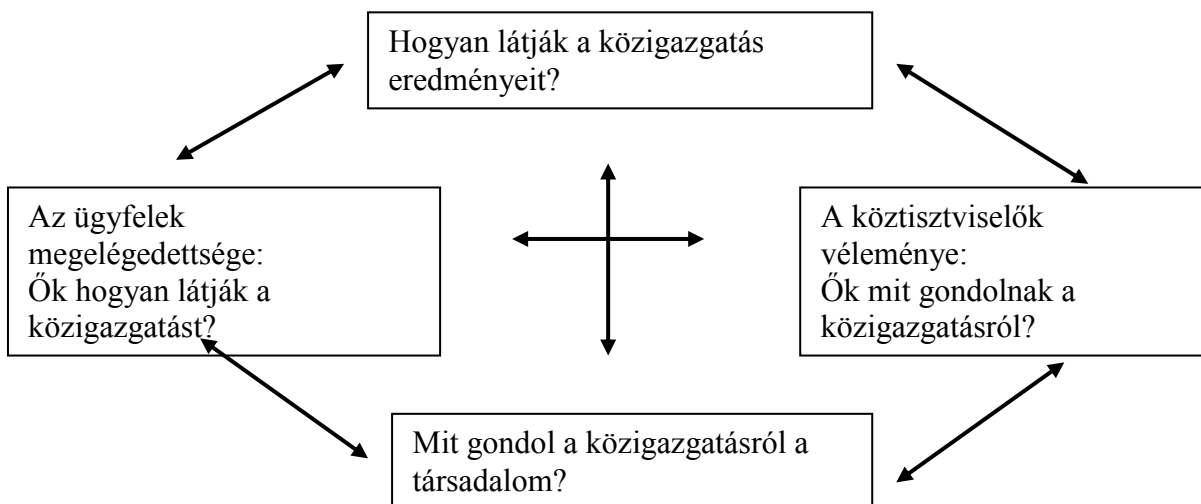 Hogyan látják a közigazgatás
eredményeit?
Az ügyfelek
megelégedettsége:
Ők hogyan látják a
közigazgatást?
A köztisztviselők
véleménye:
Ők mit gondolnak a
közigazgatásról?
Mit gondol a közigazgatásról a
társadalom?